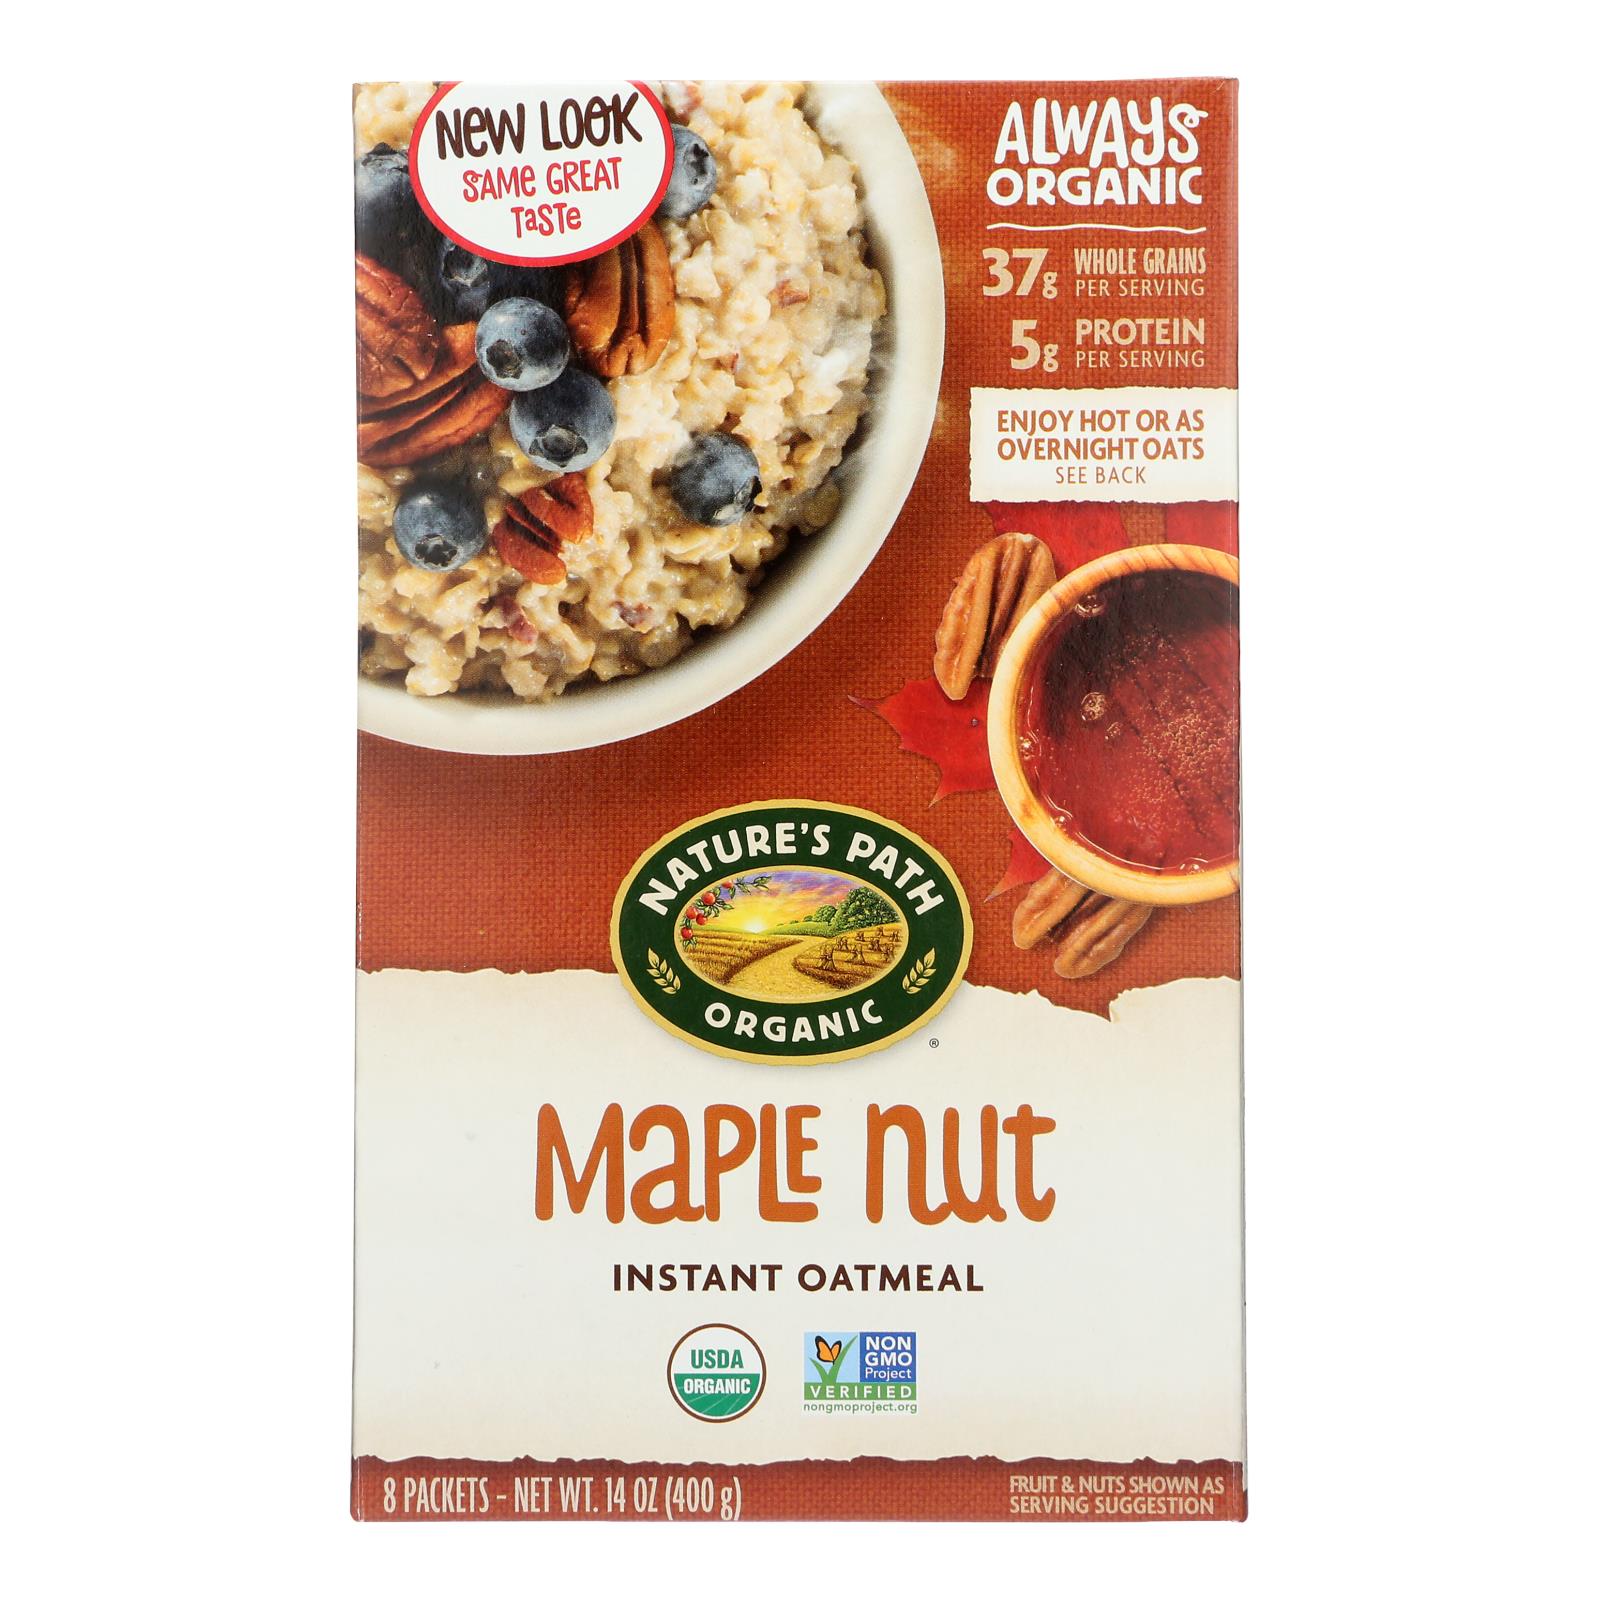 NEW LOOK
SAME GREAT
TASTE
ALWAYS
ORGANIC
37g WHOLE GRAINS
PER SERVING
5g PROTEIN
PER SERVING
ENJOY HOT OR AS
OVERNIGHT OATS
SEE BACK
NATURE'S PATH
ORGANIC
®
MAPLE NUT
INSTANT OATMEAL
USDA
ORGANIC
NON
GMO
Project
VERIFIED
nongmoproject.org
8 PACKETS - NET WT. 14 OZ (400 g)
FRUIT & NUTS SHOWN AS
SERVING SUGGESTION